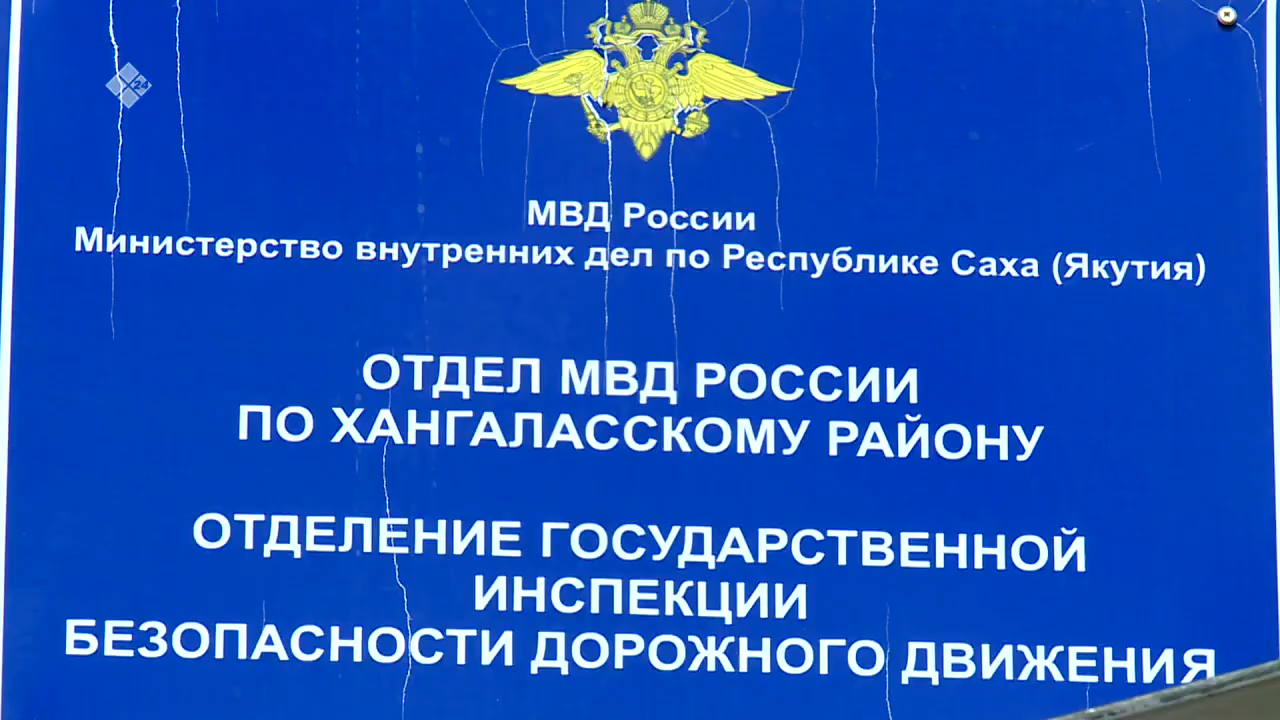 24
МВД России
Министерство внутренних дел по Республике Саха (Якутия)
ОТДЕЛ МВД РОССИИ
ПО ХАНГАЛАССКОМУ РАЙОНУ
ОТДЕЛЕНИЕ ГОСУДАРСТВЕННОЙ
ИНСПЕКЦИИ
БЕЗОПАСНОСТИ ДОРОЖНОГО ДВИЖЕНИЯ